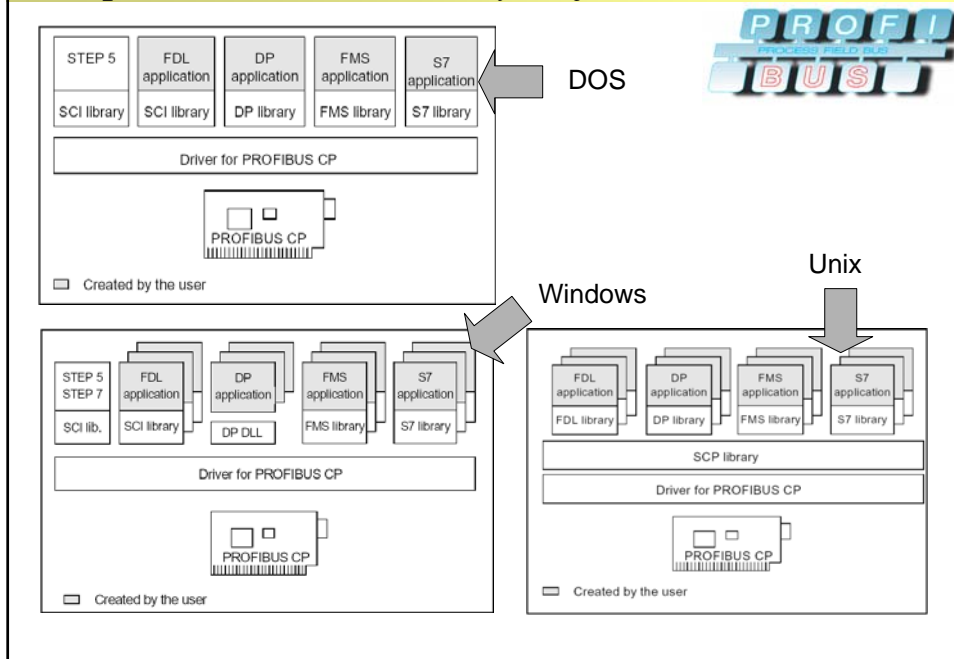 PROFI
PROCESS FIELD BUS
BUS
STEP 5
SCI library
FDL
application
SCI library
DP
application
DP library
FMS
application
FMS library
S7
application
S7 library
DOS
Driver for PROFIBUS CP
PROFIBUS CP
Created by the user
Windows
Unix
STEP 5
STEP 7
SCI lib.
FDL
application
SCI library
DP
application
DP DLL
FMS
application
FMS library
S7
application
S7 library
Driver for PROFIBUS CP
PROFIBUS CP
Created by the user
FDL
application
FDL library
DP
application
DP library
FMS
application
FMS library
S7
application
S7 library
SCP library
Driver for PROFIBUS CP
PROFIBUS CP
Created by the user